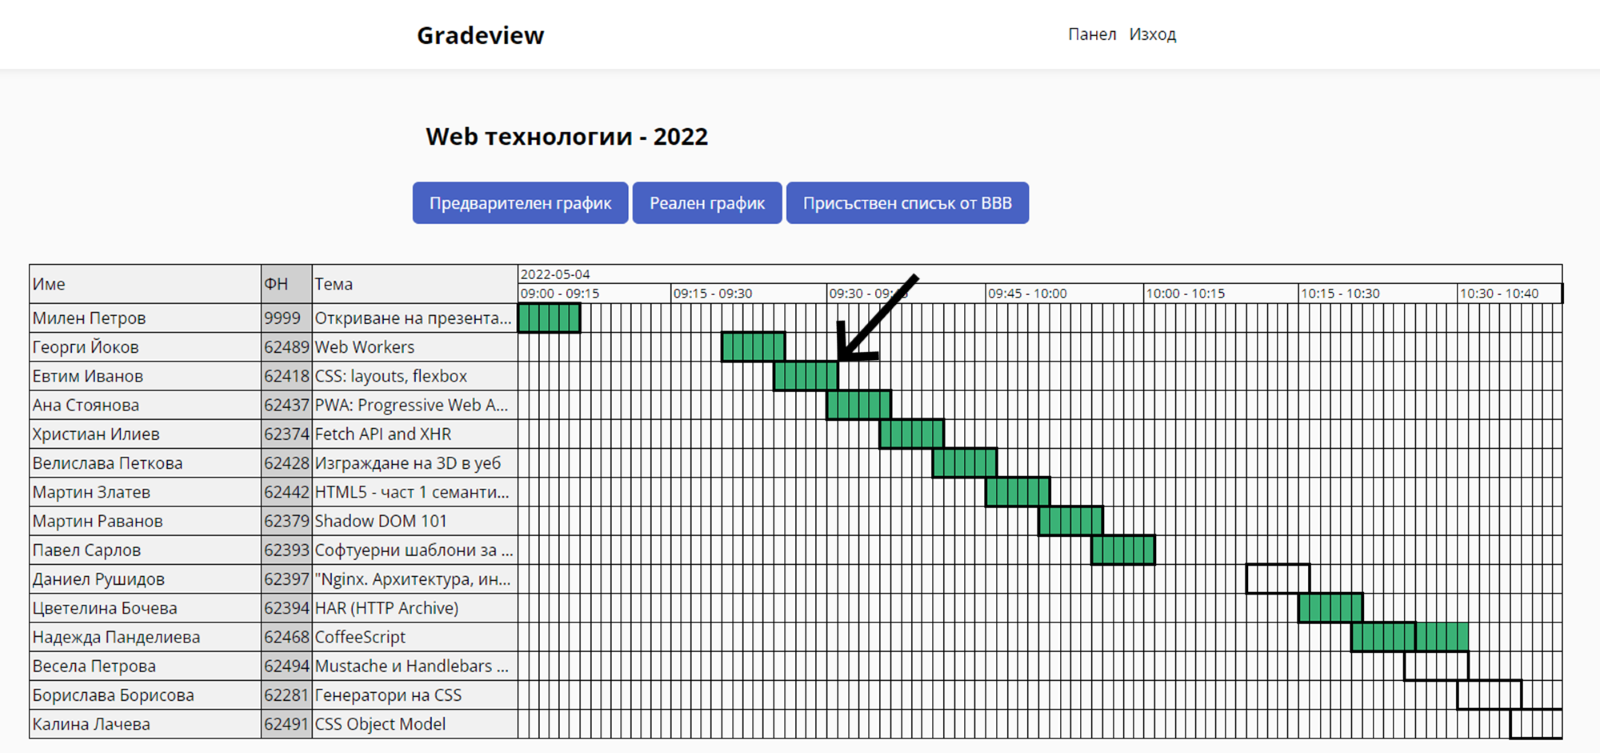 Gradeview
Панел Изход
Web технологии - 2022
Предварителен график Реален график Присъствен списък от BBB
Име ФН Тема 2022-05-04
09:00 - 09:15 09:15 - 09:30 09:30 - 09:45 09:45 - 10:00 10:00 - 10:15 10:15 - 10:30 10:30 - 10:40
Милен Петров 9999 Откриване на презента...
Георги Йоков 62489 Web Workers
Евтим Иванов 62418 CSS: layouts, flexbox
Ана Стоянова 62437 PWA: Progressive Web A...
Христиан Илиев 62374 Fetch API and XHR
Велислава Петкова 62428 Изграждане на 3D в уеб
Мартин Златев 62442 HTML5 - част 1 семанти...
Мартин Раванов 62379 Shadow DOM 101
Павел Сарлов 62393 Софтуерни шаблони за ...
Даниел Рушидов 62397 "Nginx. Архитектура, ин...
Цветелина Бочева 62394 HAR (HTTP Archive)
Надежда Панделиева 62468 CoffeeScript
Весела Петрова 62494 Mustache и Handlebars ...
Борислава Борисова 62281 Генератори на CSS
Калина Лачева 62491 CSS Object Model